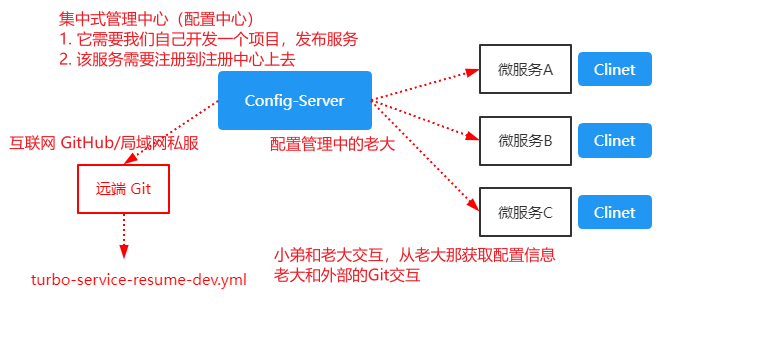 集中式管理中心（配置中心）
1. 它需要我们自己开发一个项目，发布服务
2. 该服务需要注册到注册中心上去
Config-Server
微服务A
Clinet
互联网 GitHub/局域网私服
配置管理中的老大
微服务B
Clinet
远端 Git
微服务C
Clinet
小弟和老大交互，从老大那获取配置信息
老大和外部的Git交互
turbo-service-resume-dev.yml